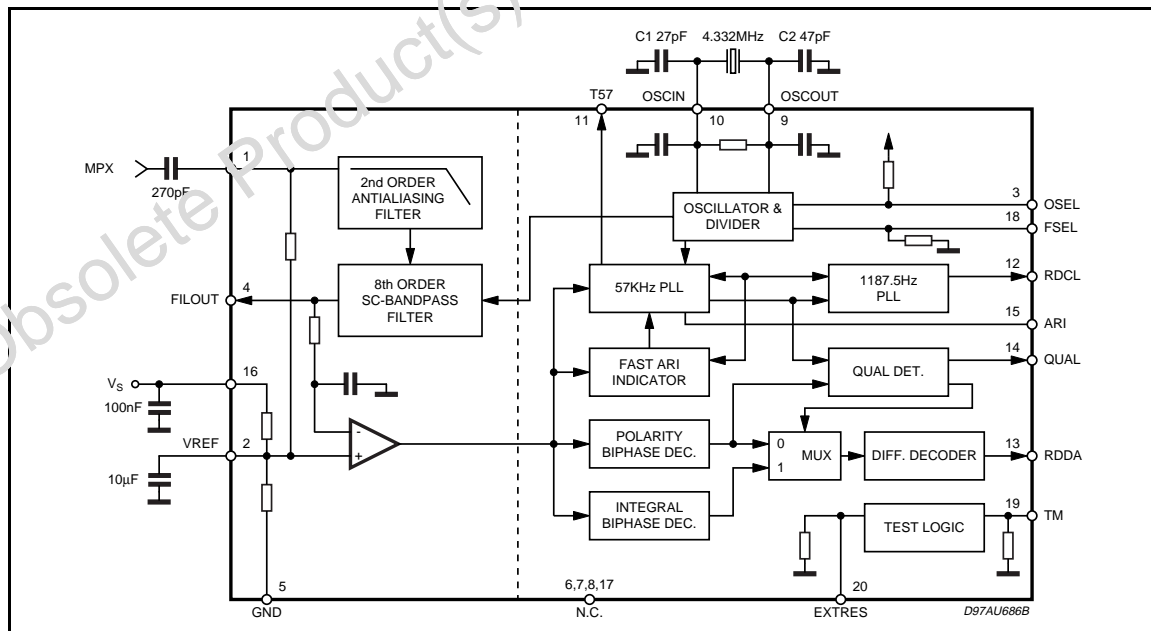 Obsolete Product(s)
C1 27pF
4.332MHz
C2 47pF
T57
OSCIN
OSCOUT
11
10
9
MPX
270pF
1
2nd ORDER
ANTIALIASING
FILTER
OSCILLATOR &
DIVIDER
3
OSEL
18
FSEL
FILOUT
4
8th ORDER
SC-BANDPASS
FILTER
57KHz PLL
1187.5Hz
PLL
12
RDCL
15
ARI
FAST ARI
INDICATOR
QUAL DET.
14
QUAL
VS
16
100nF
VREF
2
10µF
-
+
POLARITY
BIPHASE DEC.
0
1
MUX
DIFF. DECODER
13
RDDA
INTEGRAL
BIPHASE DEC.
TEST LOGIC
19
TM
5
GND
6,7,8,17
N.C.
20
EXTRES
D97AU686B